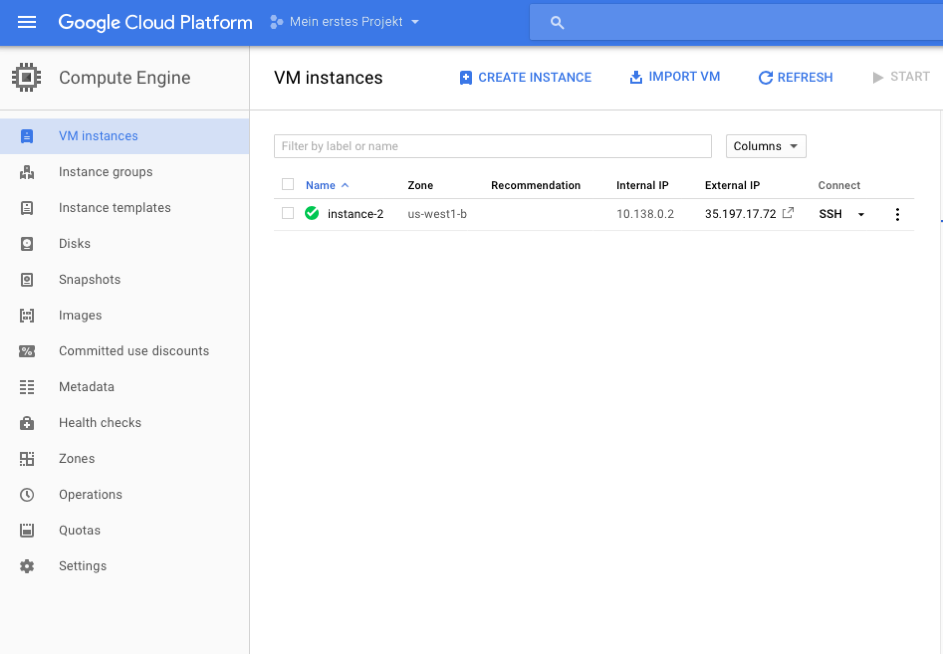 Google Cloud Platform Mein erstes Projekt
Compute Engine
VM instances CREATE INSTANCE IMPORT VM REFRESH START
VM instances
Instance groups
Instance templates
Disks
Snapshots
Images
Committed use discounts
Metadata
Health checks
Zones
Operations
Quotas
Settings
Filter by label or name Columns
Name Zone Recommendation Internal IP External IP Connect
instance-2 us-west1-b 10.138.0.2 35.197.17.72 SSH